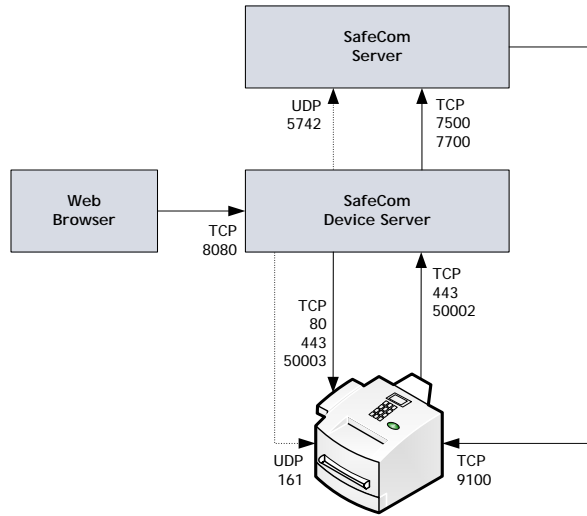 SafeCom
Server
UDP
5742
TCP
7500
7700
Web
Browser
TCP
8080
SafeCom
Device Server
TCP
80
443
50003
TCP
443
50002
UDP
161
TCP
9100